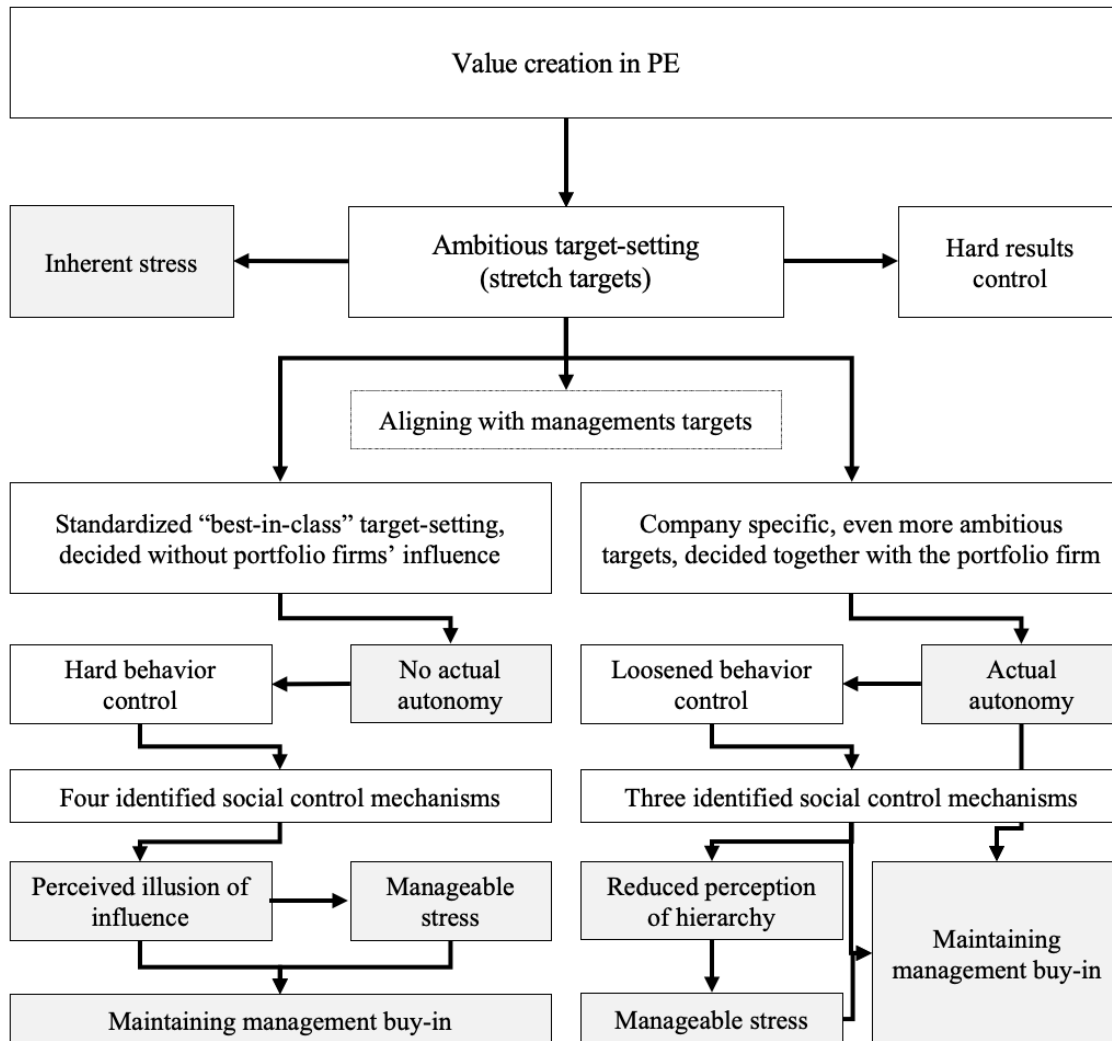 Value creation in PE
Inherent stress
Ambitious target-setting
(stretch targets)
Hard results
control
Aligning with managements targets
Standardized “best-in-class” target-setting,
decided without portfolio firms’ influence
Company specific, even more ambitious
targets, decided together with the portfolio firm
Hard behavior
control
No actual
autonomy
Loosened behavior
control
Actual
autonomy
Four identified social control mechanisms
Three identified social control mechanisms
Perceived illusion of
influence
Manageable
stress
Reduced perception
of hierarchy
Maintaining
management buy-in
Maintaining management buy-in
Manageable stress